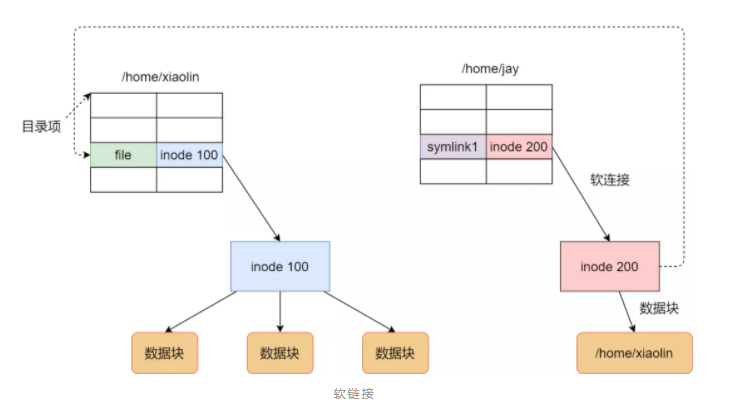 /home/xiaolin
/home/jay
目录项
file
inode 100
symlink1
inode 200
软连接
inode 100
inode 200
数据块
数据块
数据块
数据块
/home/xiaolin
软链接